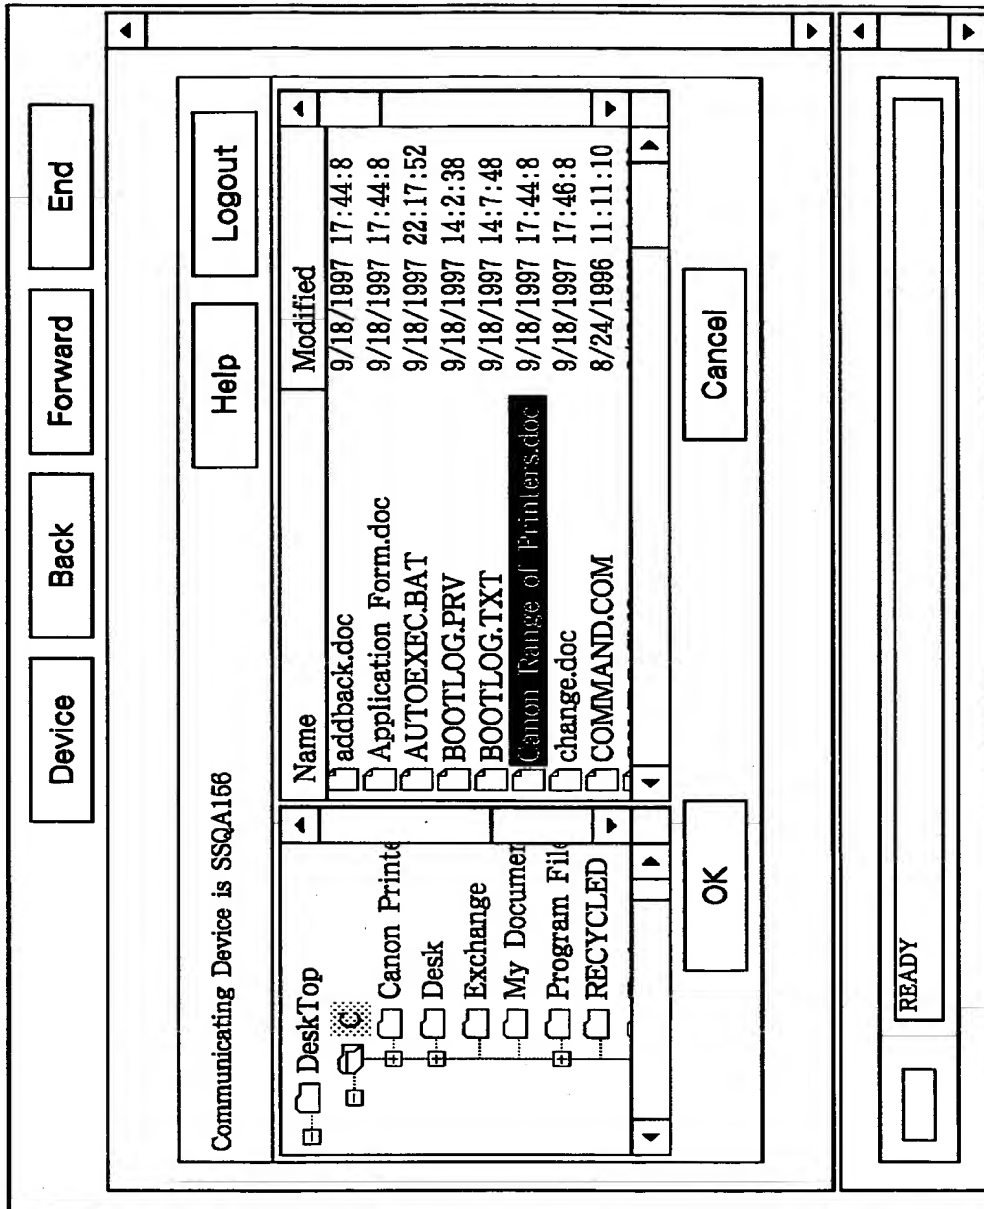 Device Back Forward End
Communicating Device is SSQA166
Help Logout
DeskTop
C
Canon Printe
Desk
Exchange
My Documen
Program File
RECYCLED
Name Modified
addback.doc 9/18/1997 17:44:8
Application Form.doc 9/18/1997 17:44:8
AUTOEXEC.BAT 9/18/1997 22:17:52
BOOTLOG.PRV 9/18/1997 14:2:38
BOOTLOG.TXT 9/18/1997 14:7:48
Canon Range of Printers.doc 9/18/1997 17:44:8
change.doc 9/18/1997 17:46:8
COMMAND.COM 8/24/1996 11:11:10
OK Cancel
READY